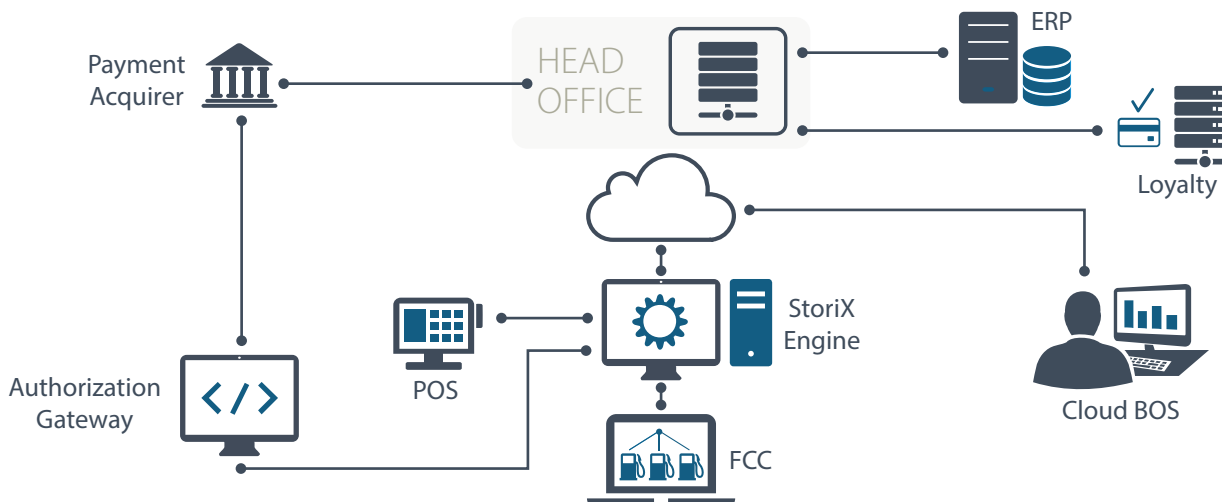 Payment
Acquirer
HEAD
OFFICE
ERP
Loyalty
StoriX
Engine
POS
Authorization
Gateway
</>
FCC
Cloud BOS